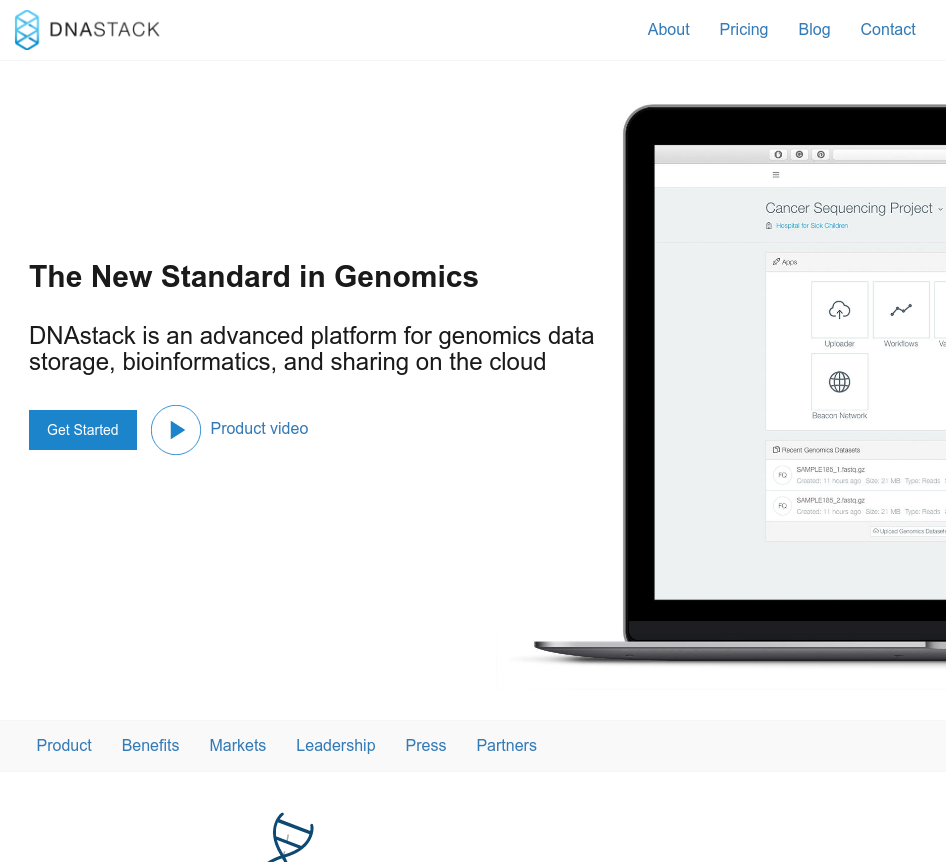 DNASTACK
About Pricing Blog Contact
Cancer Sequencing Project
Hospital for Sick Children
Apps
The New Standard in Genomics
DNAstack is an advanced platform for genomics data
storage, bioinformatics, and sharing on the cloud
Uploader Workflows
Beacon Network
Get Started Product video
Recent Genomics Datasets
FQ SAMPLE185_1.fastq.gz
Created: 11 hours ago Size: 21 MB Type: Reads
FQ SAMPLE185_2.fastq.gz
Created: 11 hours ago Size: 21 MB Type: Reads
Upload Genomics Datasets
Product Benefits Markets Leadership Press Partners